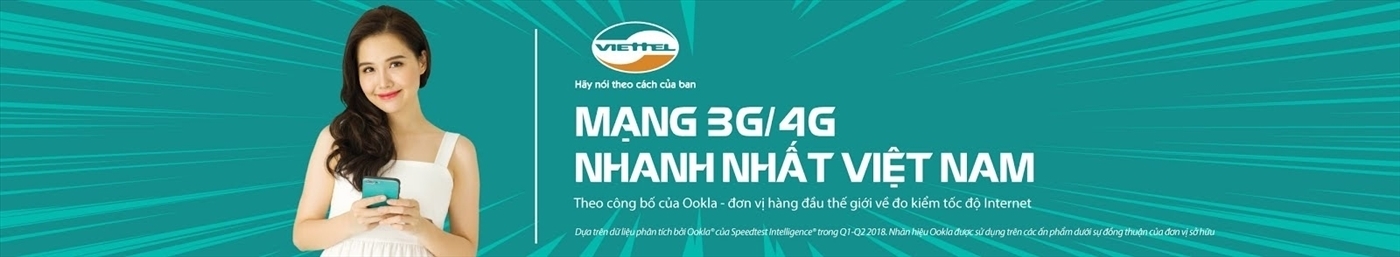 VIETTEL
Hãy nói theo cách của bạn
MẠNG 3G/4G
NHANH NHẤT VIỆT NAM
Theo công bố của Ookla - đơn vị hàng đầu thế giới về đo kiểm tốc độ Internet
Dựa trên dữ liệu phân tích bởi Ookla® của Speedtest Intelligence® trong Q1-Q2 2018. Nhãn hiệu Ookla được sử dụng trên các ấn phẩm dưới sự đồng thuận của đơn vị sở hữu